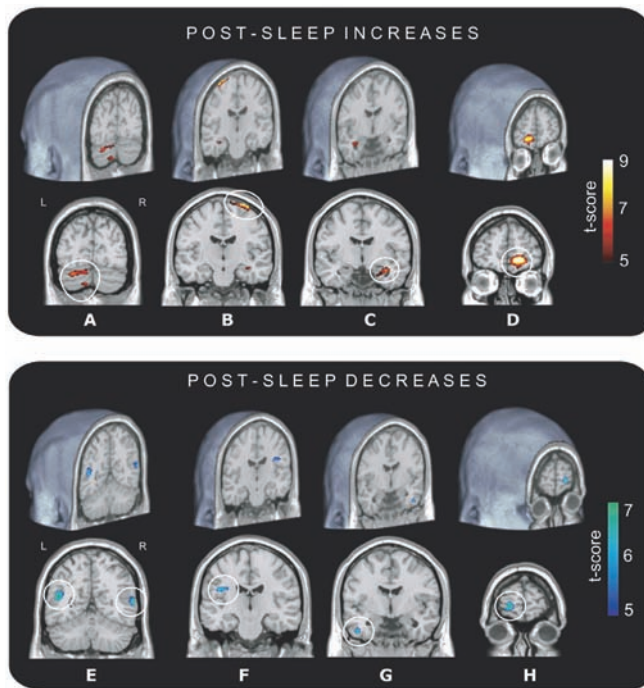 POST-SLEEP INCREASES
L R
9
7
5
t-score
A B C D
POST-SLEEP DECREASES
L R
7
6
5
t-score
E F G H